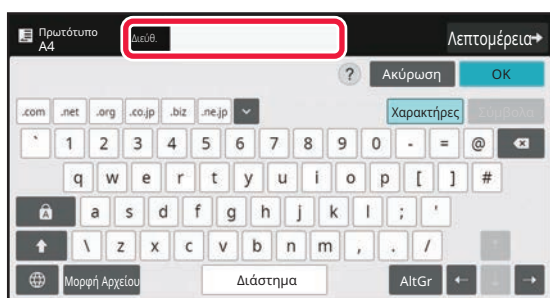 Πρωτότυπο
A4
Διεύθ.
Λεπτομέρεια
?
Ακύρωση
OK
.com .net .org .co.jp .biz .ne.jp
Χαρακτήρες
Σύμβολα
` 1 2 3 4 5 6 7 8 9 0 - = @
q w e r t y u i o p [ ] #
A a s d f g h j k l ; '
\ z x c v b n m , . /
Μορφή Αρχείου
Διάστημα
AltGr